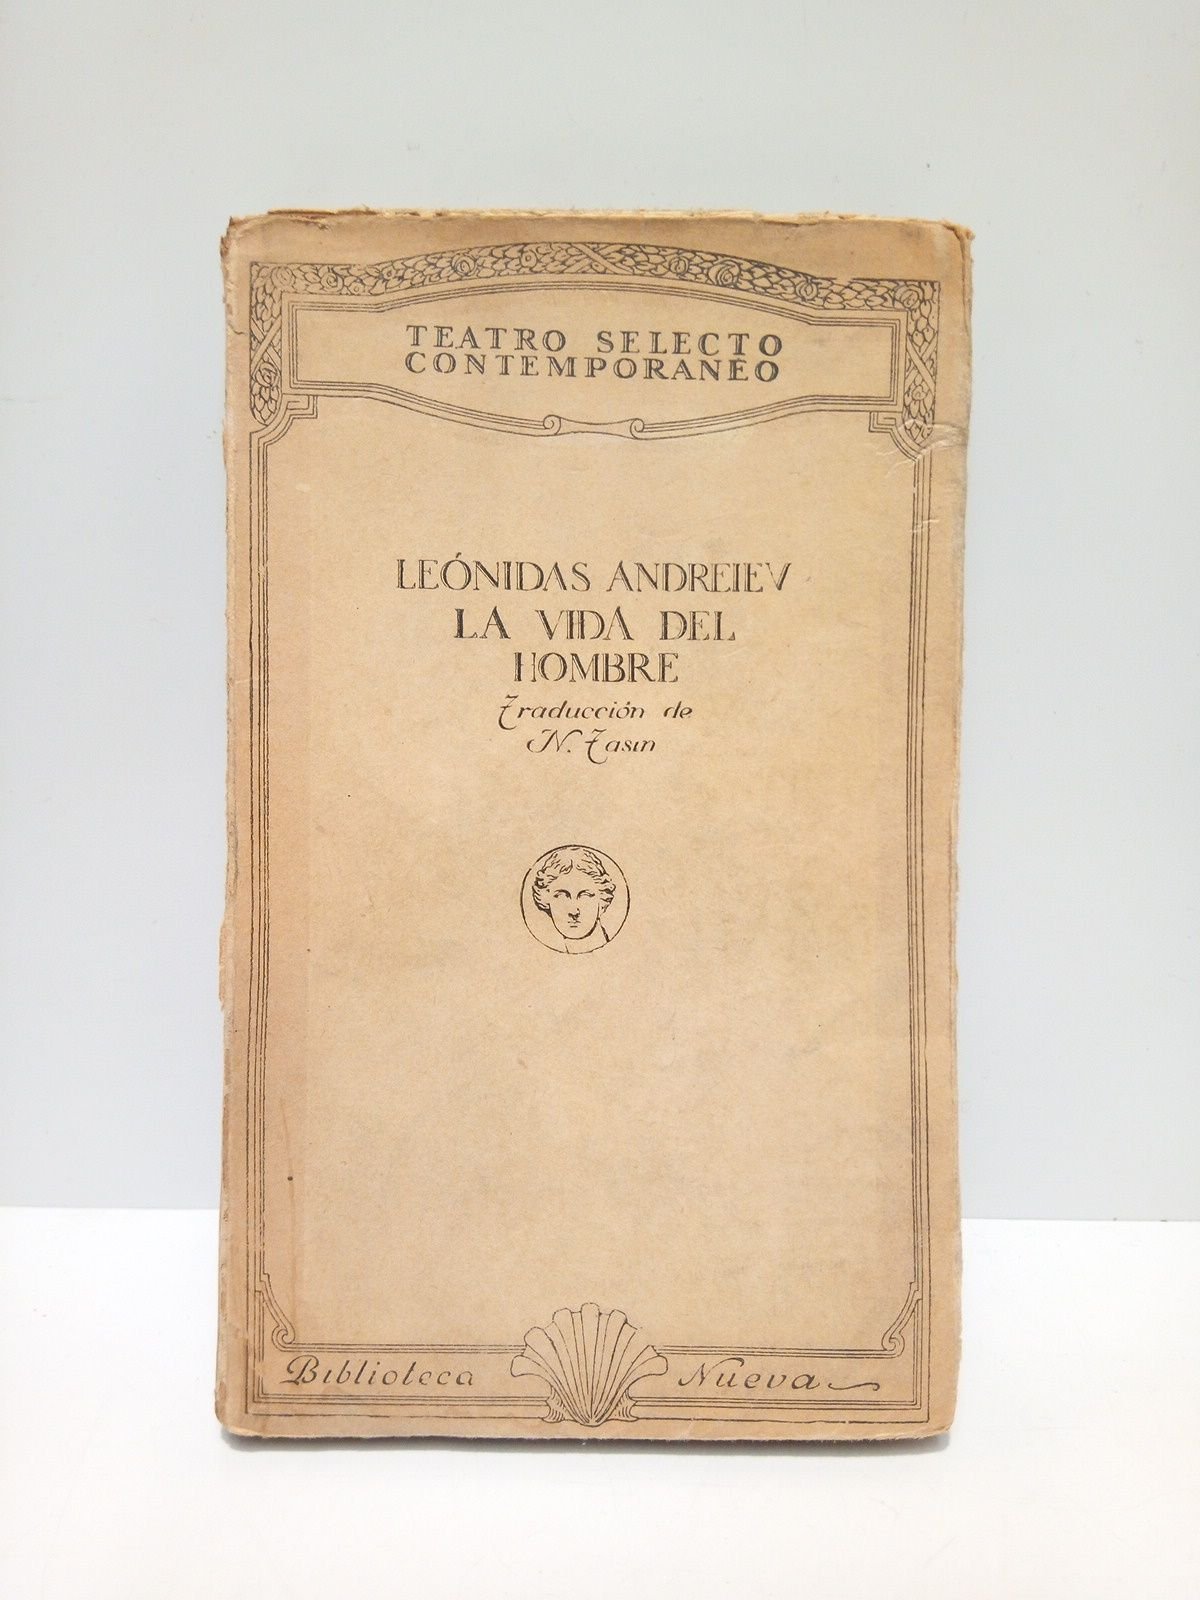 TEATRO SELECTO
CONTEMPORANEO
LEÓNIDAS ANDREIEV
LA VIDA DEL
HOMBRE
Traducción de
N. Tasin
Biblioteca Nueva